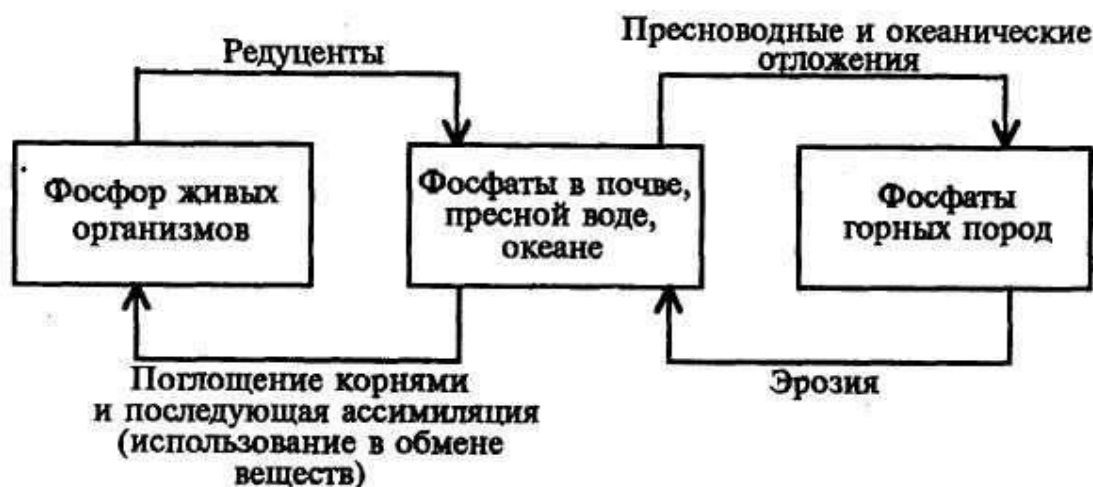 Редуценты
Пресноводные и океанические
отложения
Фосфор живых
организмов
Фосфаты в почве,
пресной воде,
океане
Фосфаты
горных пород
Поглощение корнями
и последующая ассимиляция
(использование в обмене
веществ)
Эрозия